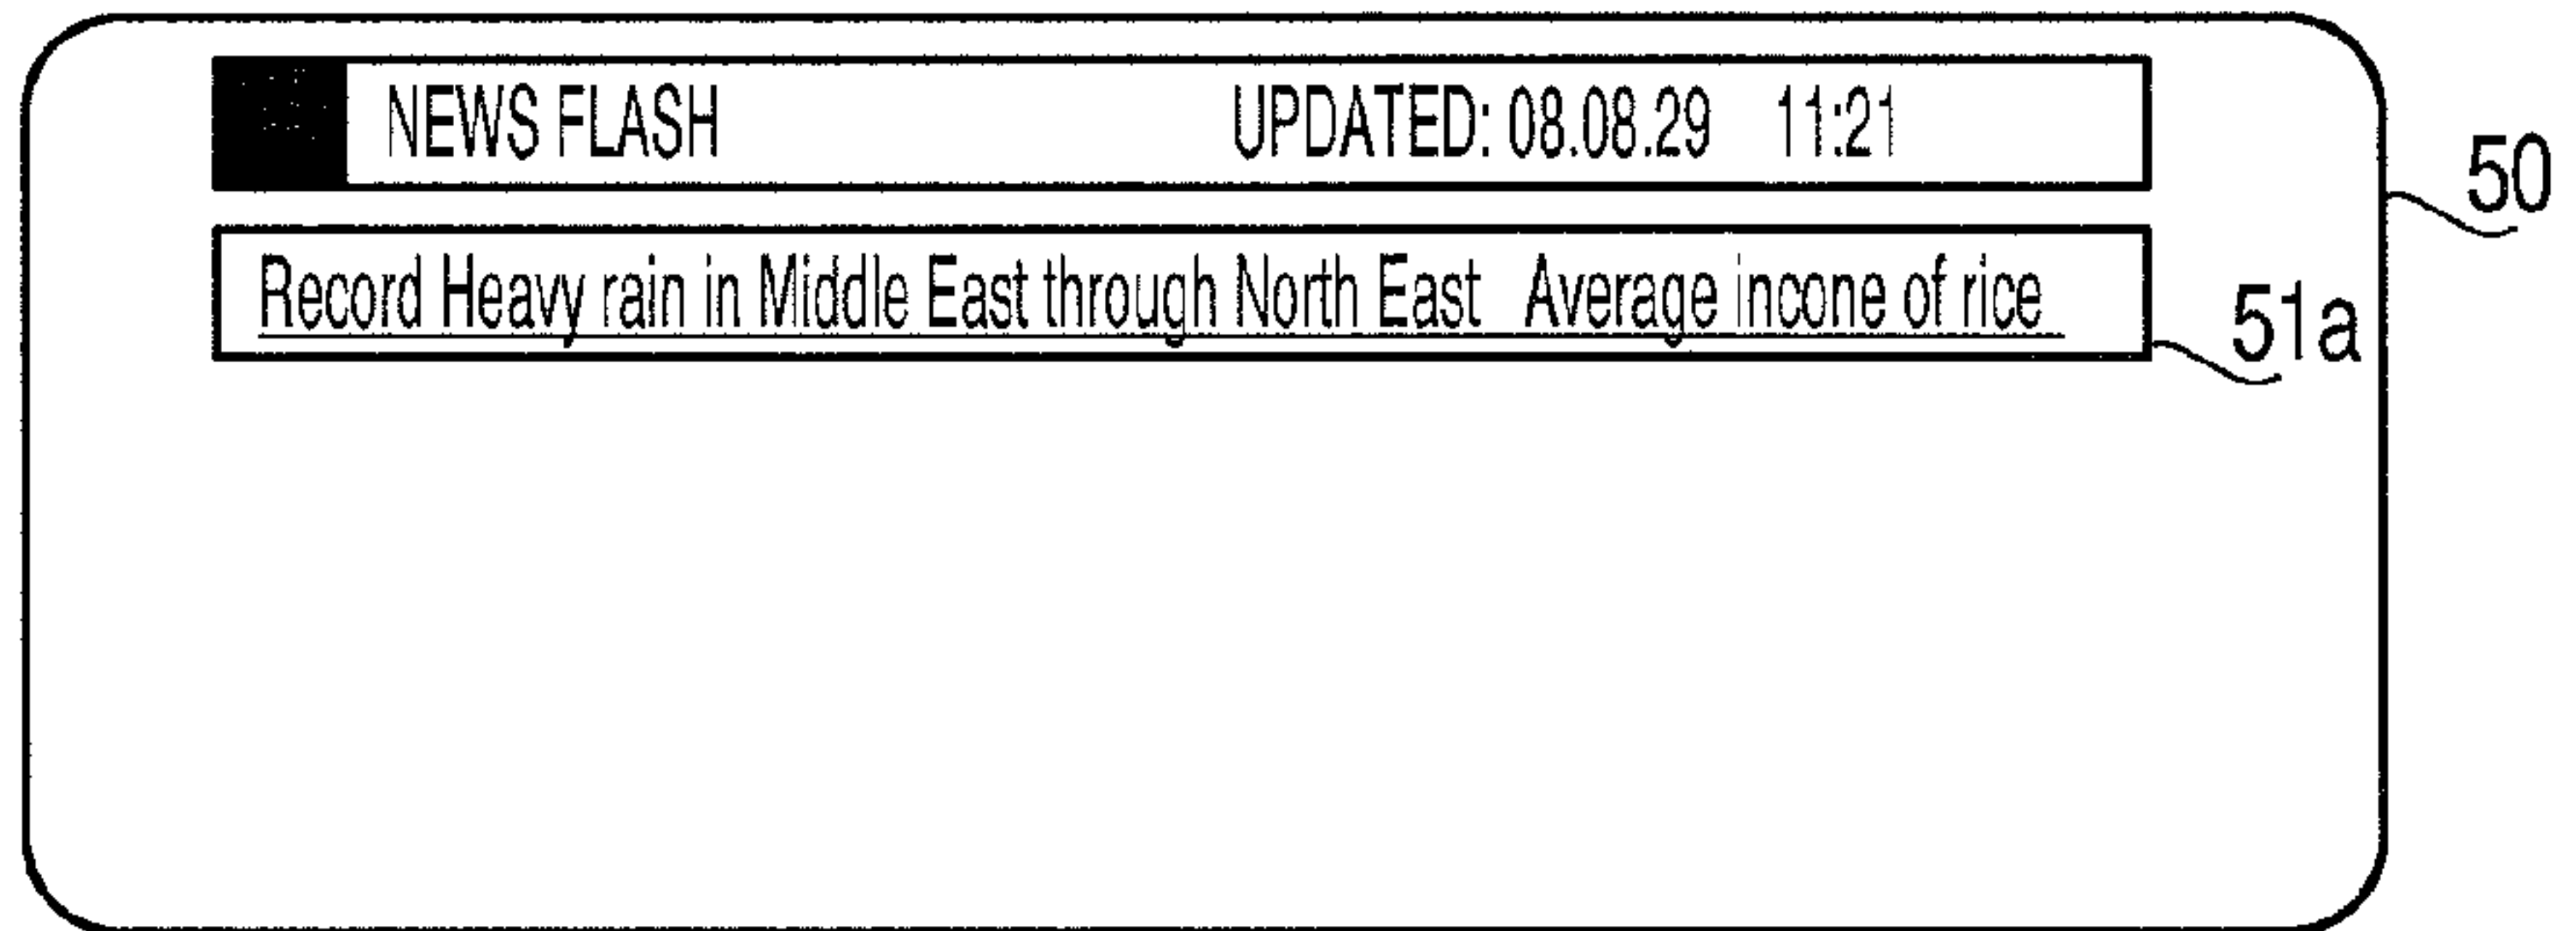 NEWS FLASH UPDATED: 08.08.29 11:21
50
Record Heavy rain in Middle East through North East Average incone of rice
51a